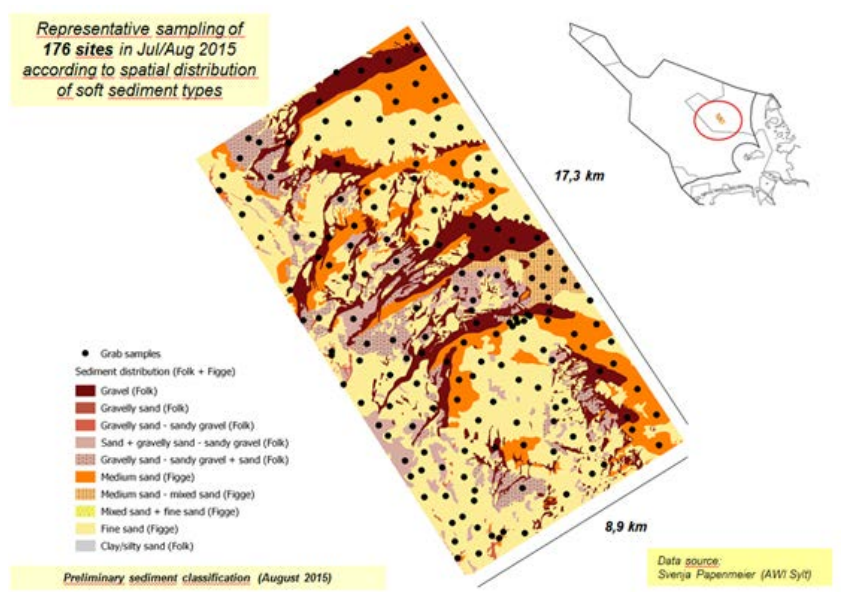 Representative sampling of
176 sites in Jul/Aug 2015
according to spatial distribution
of soft sediment types
17,3 km
Grab samples
Sediment distribution (Folk + Figge)
Gravel (Folk)
Gravelly sand (Folk)
Gravelly sand - sandy gravel (Folk)
Sand + gravelly sand - sandy gravel (Folk)
Gravelly sand - sandy gravel + sand (Folk)
Medium sand (Figge)
Medium sand - mixed sand (Figge)
Mixed sand + fine sand (Figge)
Fine sand (Figge)
Clay/silty sand (Folk)
8,9 km
Preliminary sediment classification (August 2015)
Data source:
Svenja Papenmeier (AWI Sylt)